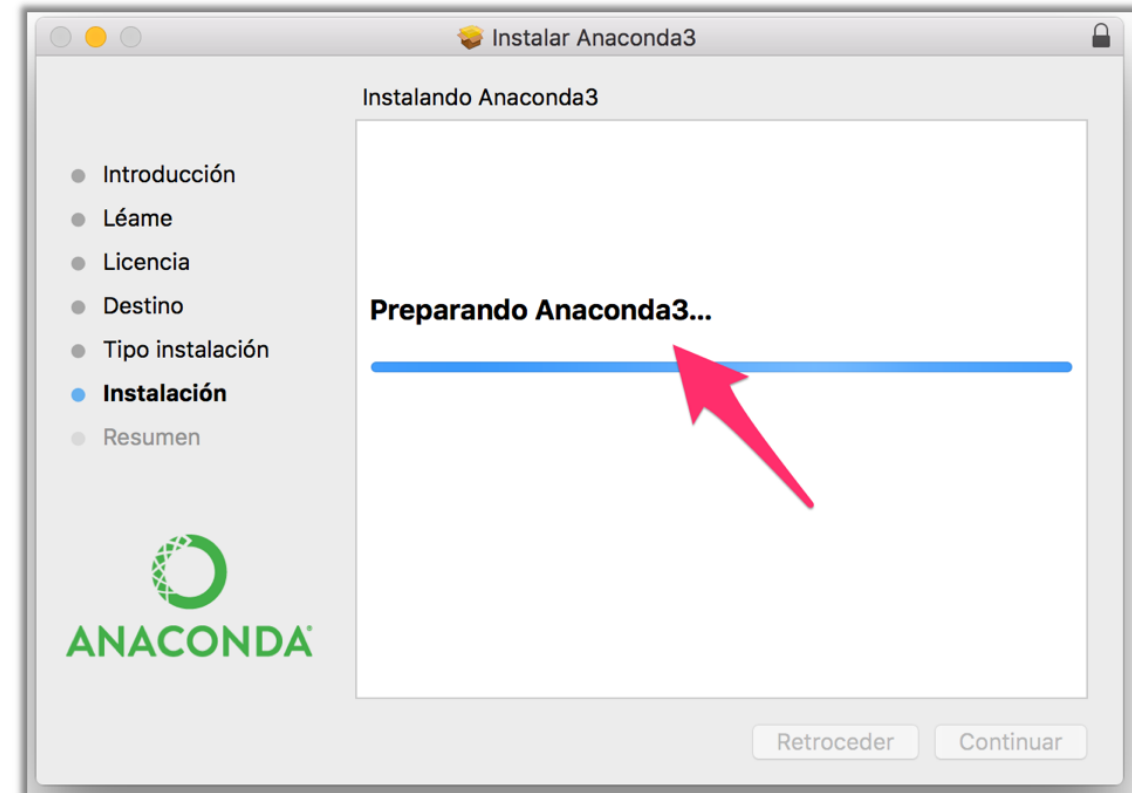 Instalar Anaconda3
Instalando Anaconda3
Introducción
Léame
Licencia
Destino
Tipo instalación
Instalación
Resumen
Preparando Anaconda3...
ANACONDA®
Retroceder
Continuar